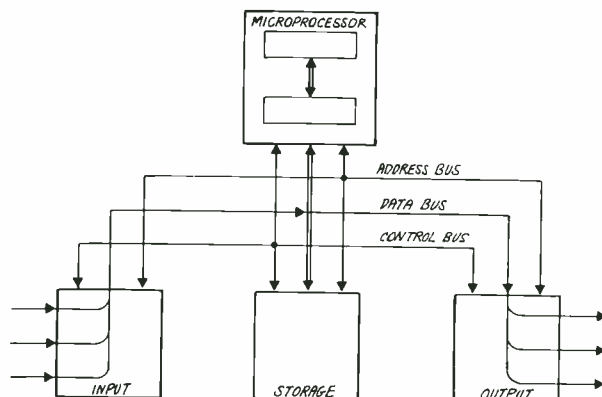 MICROPROCESSOR
ADDRESS BUS
DATA BUS
CONTROL BUS
INPUT
STORAGE
OUTPUT